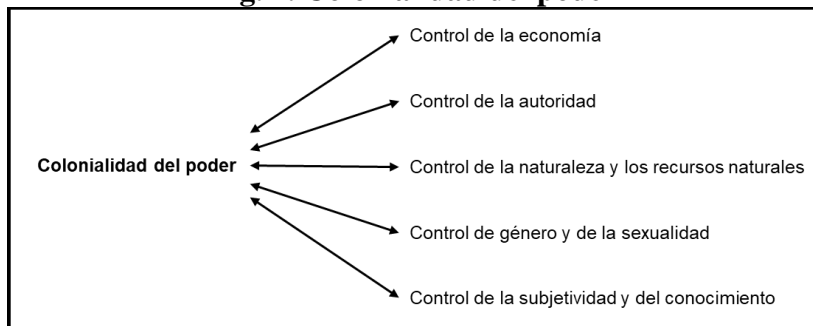 Control de la economía
Control de la autoridad
Colonialidad del poder
Control de la naturaleza y los recursos naturales
Control de género y de la sexualidad
Control de la subjetividad y del conocimiento